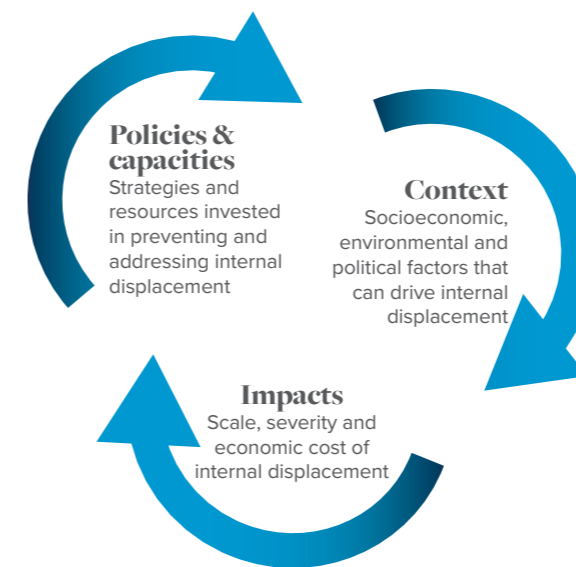 Policies &
capacities
Strategies and
resources invested
in preventing and
addressing internal
displacement
Context
Socioeconomic,
environmental and
political factors that
can drive internal
displacement
Impacts
Scale, severity and
economic cost of
internal displacement